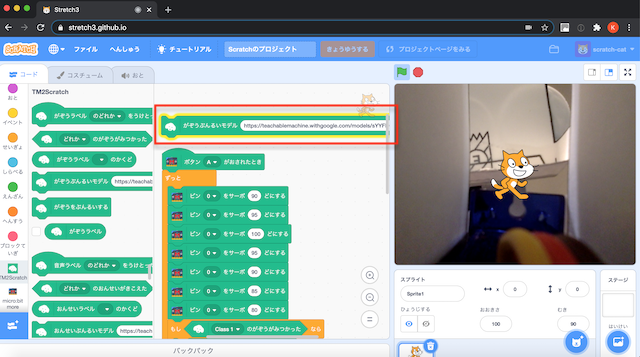 Stretch3
stretch3.github.io
SCRATCH
ファイル
へんしゅう
チュートリアル
Scratchのプロジェクト
きょうゆうする
プロジェクトページをみる
scratch-cat
コード
コスチューム
おと
おと
イベント
せいぎょ
しらべる
えんざん
へんすう
ブロックていぎ
TM2Scratch
micro:bit more
TM2Scratch
がぞうラベル のどれか をうけとっ
どれか のがぞうがみつかった
がぞうラベル のかくど
がぞうぶんるいモデル https://teachab
がぞうをぶんるいする
がぞうラベル
音声ラベル のどれか をうけとっ
どれか のおんせいがきこえた
おんせいラベル のかくど
おんせいぶんるいモデル https://
がぞうぶんるいモデル https://teachablemachine.withgoogle.com/models/sYYF
ボタン A がおされたとき
ずっと
ピン 0 をサーボ 90 どにする
ピン 0 をサーボ 95 どにする
ピン 0 をサーボ 100 どにする
ピン 0 をサーボ 95 どにする
ピン 0 をサーボ 90 どにする
ピン 0 をサーボ 85 どにする
ピン 0 をサーボ 80 どにする
もし Class 1 のがぞうがみつかった なら
バックパック
スプライト
Sprite1
x 0
y 0
ひょうじする
おおきさ
100
むき
90
ステージ
はいけい